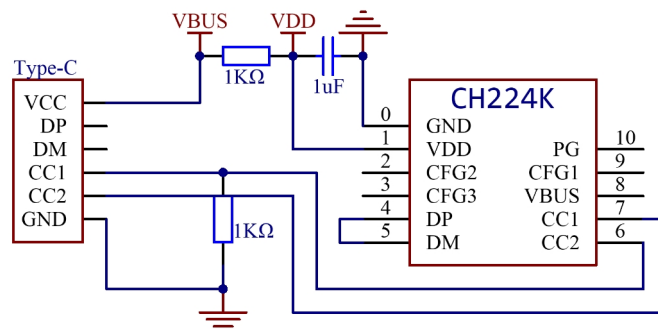 VBUS
VDD
Type-C
1KΩ
1uF
CH224K
VCC
DP
DM
CC1
CC2
GND
1KΩ
0 GND
1 VDD
2 CFG2
3 CFG3
4 DP
5 DM
PG 10
CFG1 9
VBUS 8
CC1 7
CC2 6